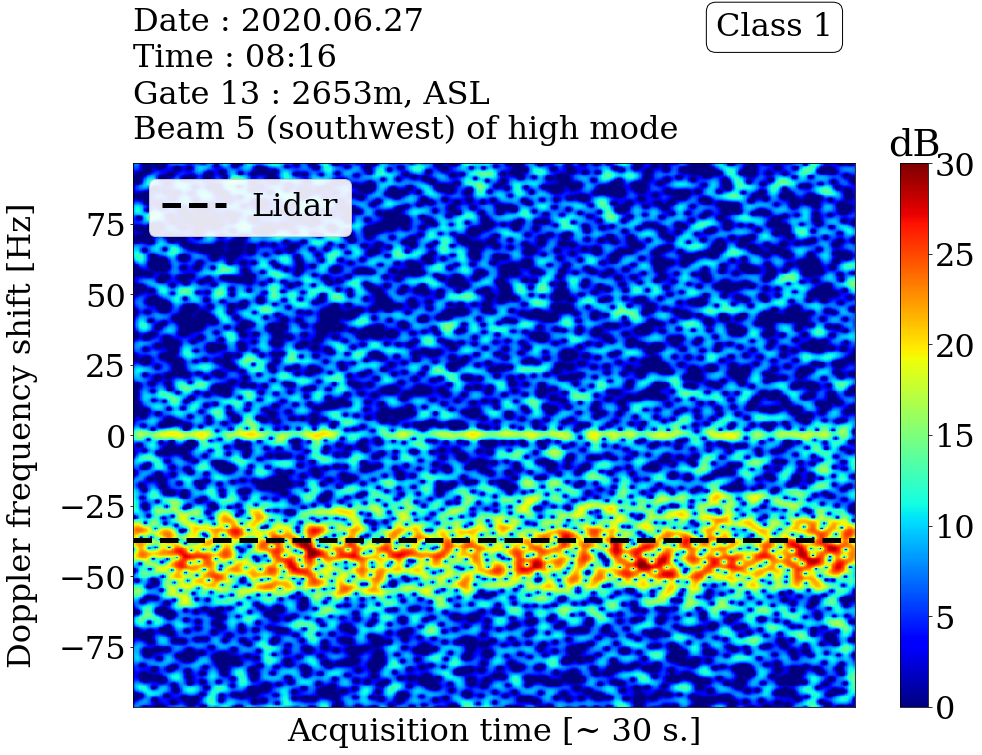 Date : 2020.06.27
Time : 08:16
Gate 13 : 2653m, ASL
Beam 5 (southwest) of high mode
Class 1
dB
Lidar
Doppler frequency shift [Hz]
75
50
25
0
−25
−50
−75
30
25
20
15
10
5
0
Acquisition time [~ 30 s.]